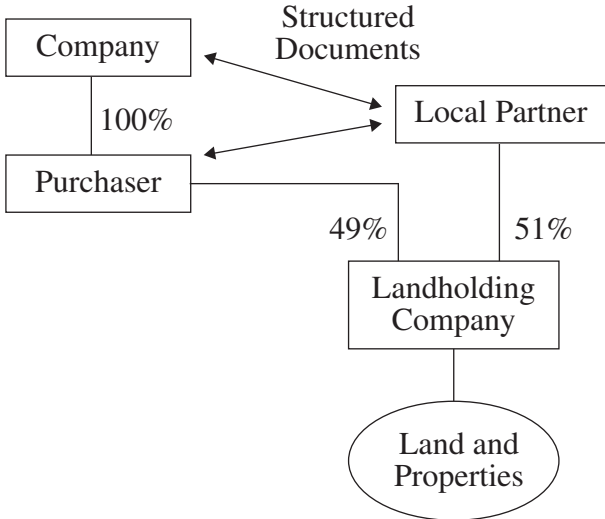 Structured
Documents
Company
Local Partner
100%
Purchaser
49%
51%
Landholding
Company
Land and
Properties